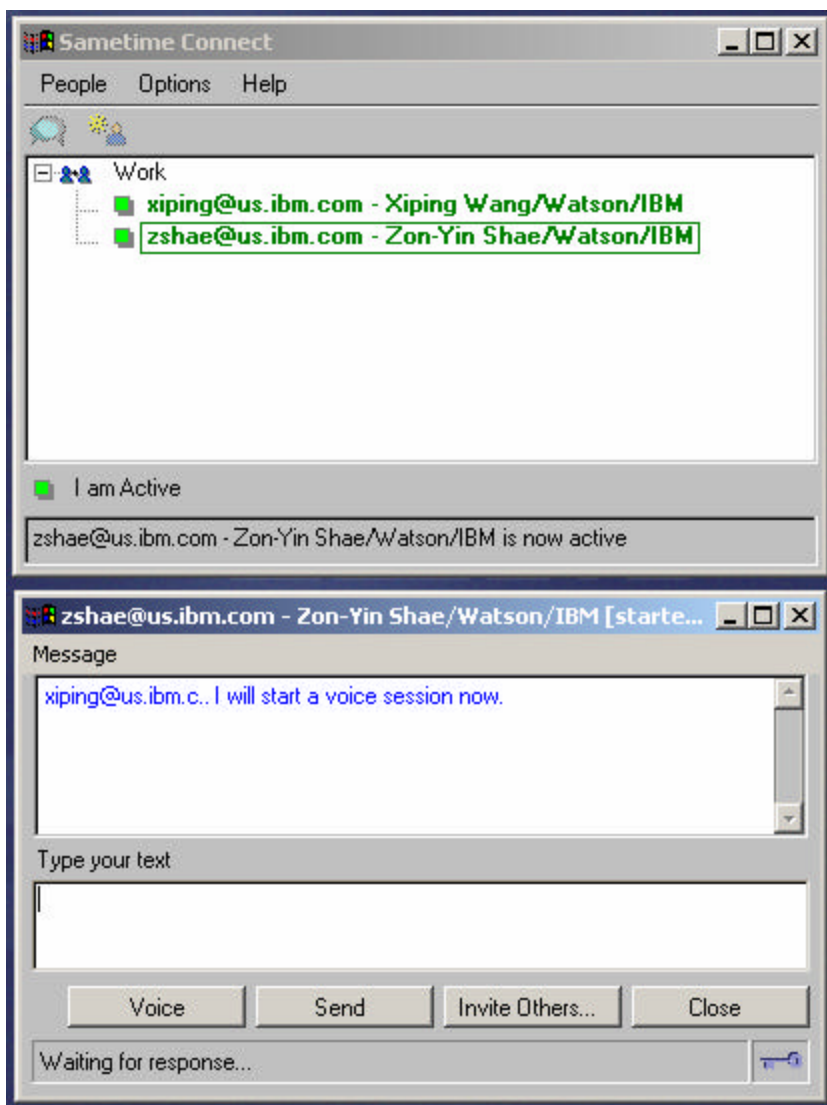 Sametime Connect
People Options Help
Work
xiping@us.ibm.com - Xiping Wang/Watson/IBM
zshae@us.ibm.com - Zon-Yin Shae/Watson/IBM
I am Active
zshae@us.ibm.com - Zon-Yin Shae/Watson/IBM is now active
zshae@us.ibm.com - Zon-Yin Shae/Watson/IBM [starte...
Message
xiping@us.ibm.c.. I will start a voice session now.
Type your text
Voice Send Invite Others... Close
Waiting for response...